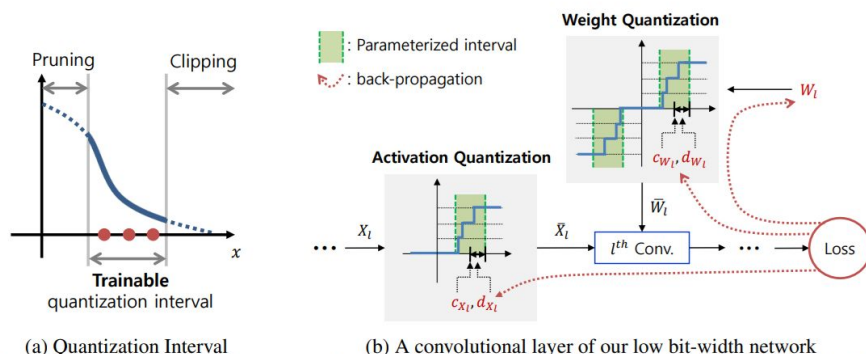 Pruning
Clipping
x
Trainable
quantization interval
(a) Quantization Interval
: Parameterized interval
: back-propagation
Weight Quantization
c_{W_l}, d_{W_l}
W_l
Activation Quantization
X_l
c_{X_l}, d_{X_l}
X̄_l
W̄_l
l^{th} Conv.
Loss
(b) A convolutional layer of our low bit-width network